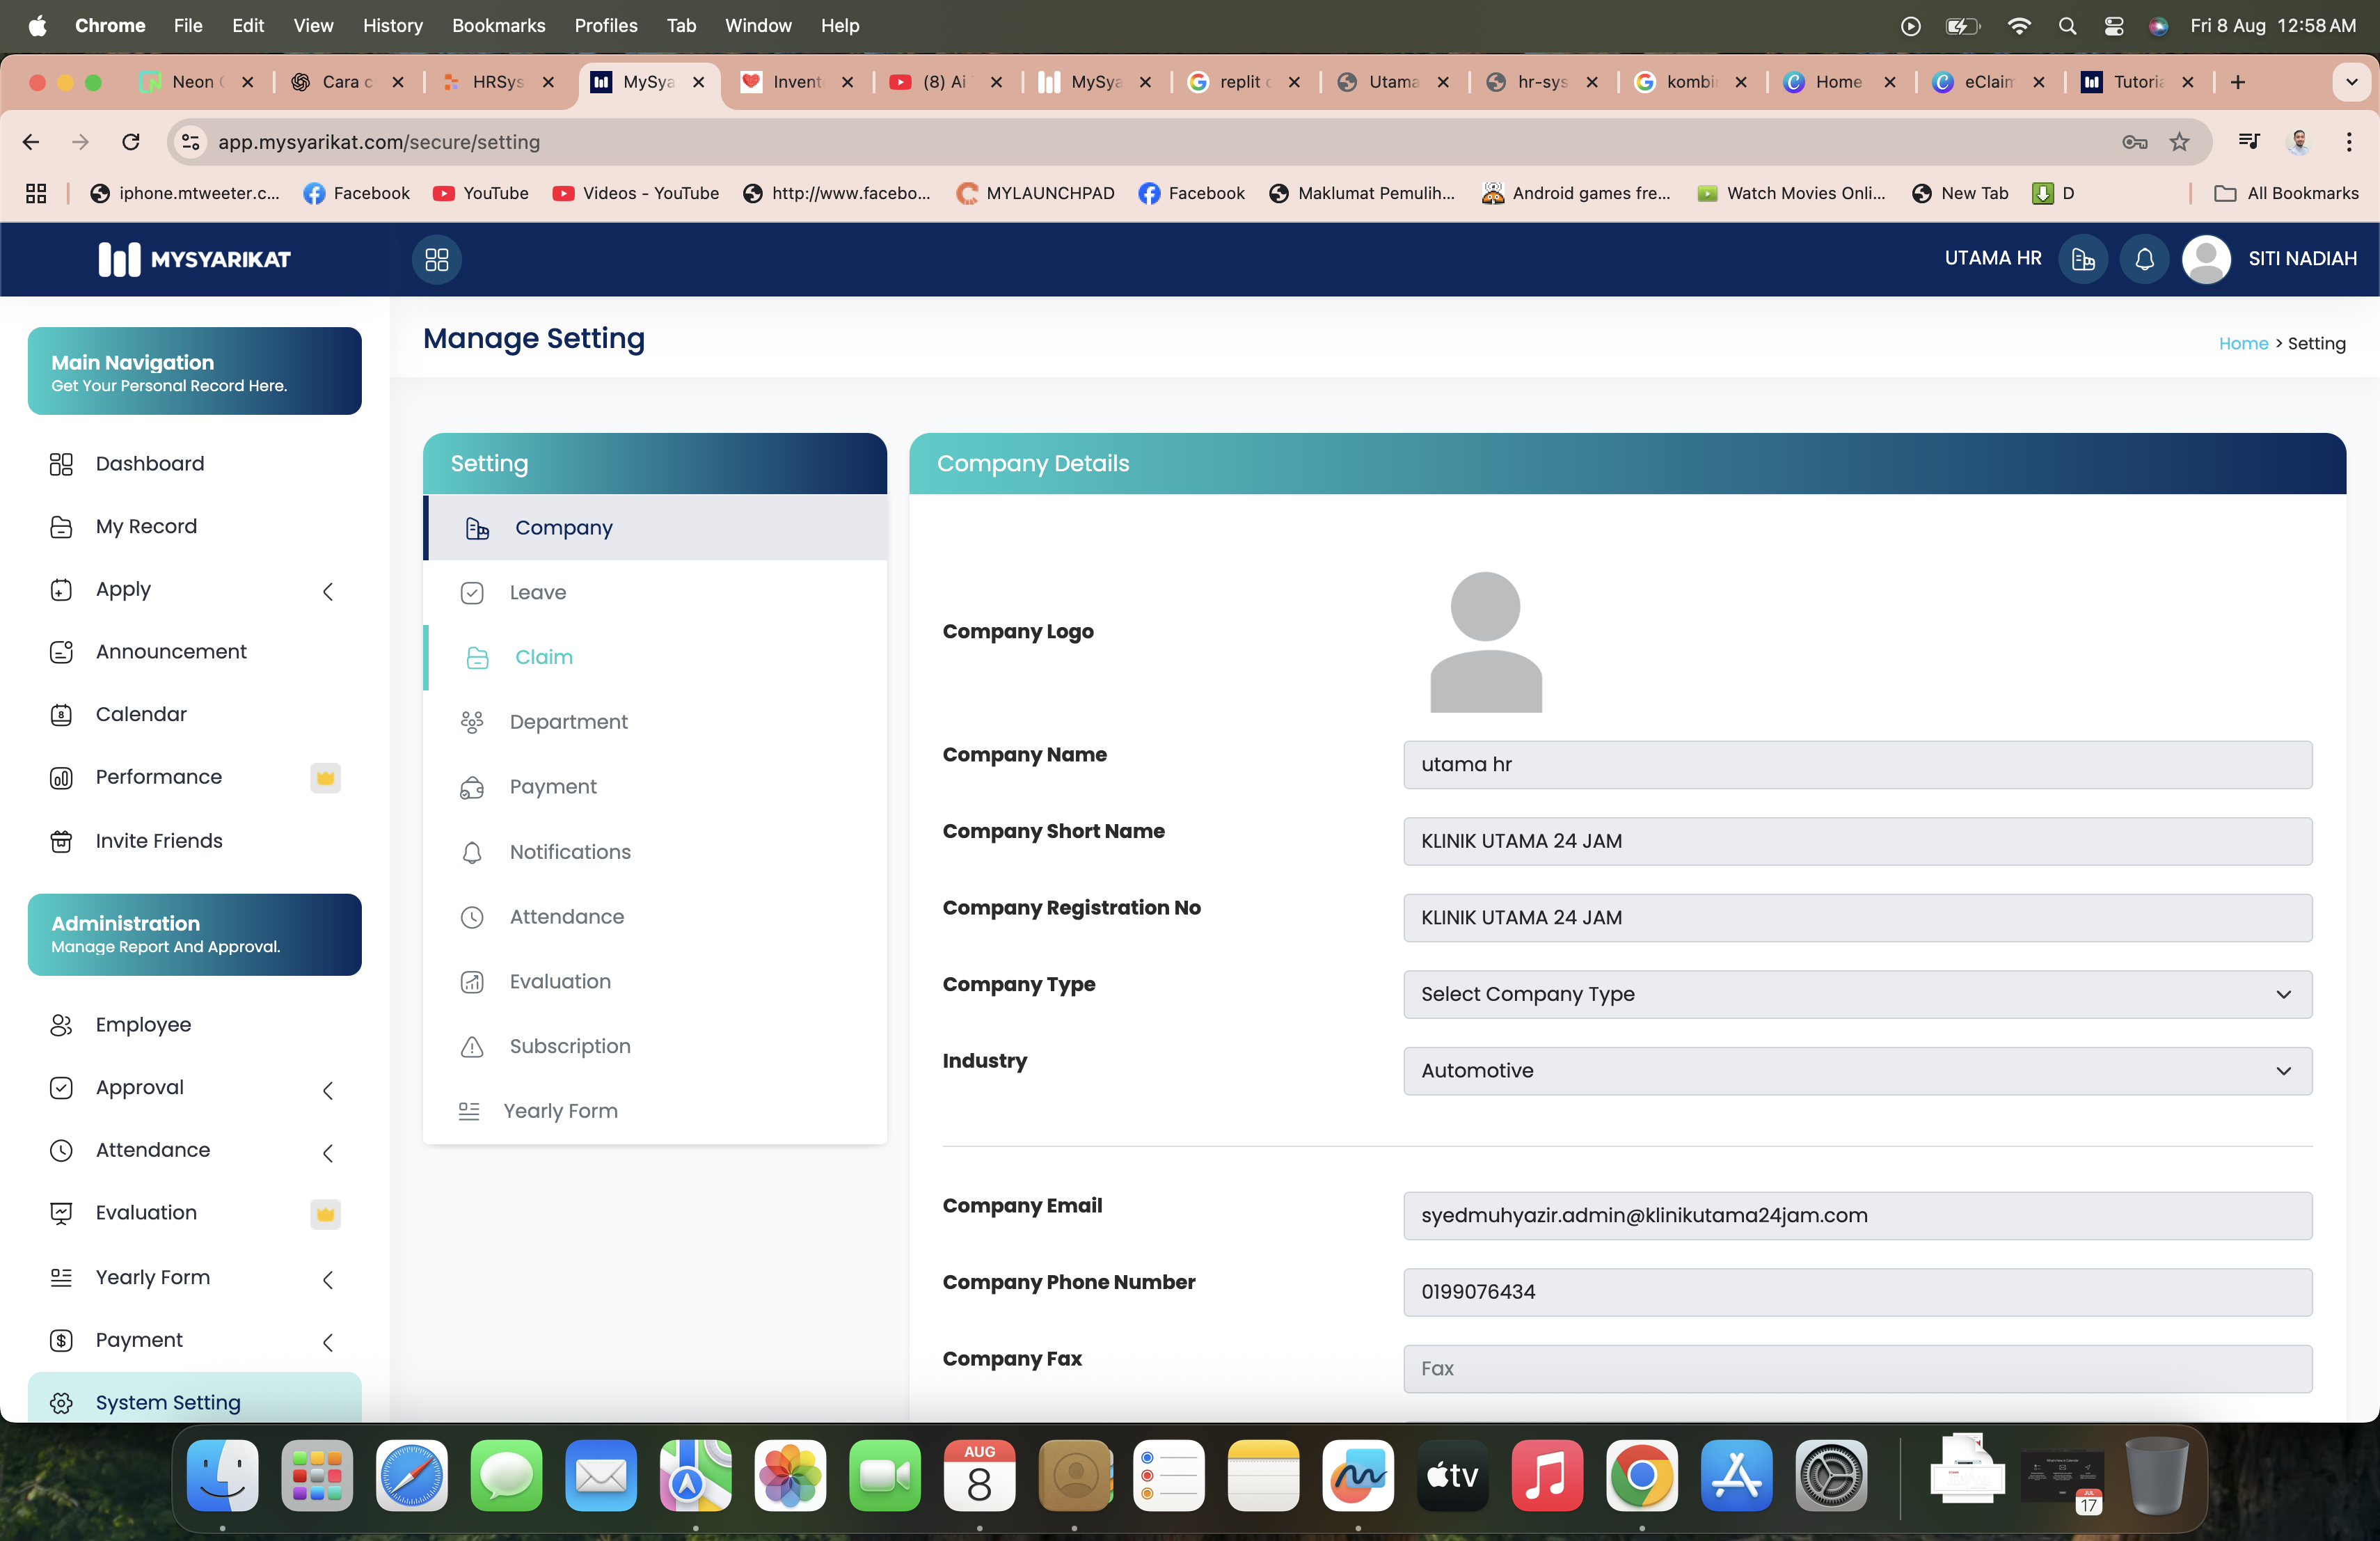 Chrome File Edit View History Bookmarks Profiles Tab Window Help Fri 8 Aug 12:58 AM
Neon Cara c HRSys MySya Invent (8) Ai MySya replit Utama hr-sys kombi Home eClaim Tutoria
app.mysyarikat.com/secure/setting
iphone.mtweeter.c... Facebook YouTube Videos - YouTube http://www.facebo... MYLAUNCHPAD Facebook Maklumat Pemulih... Android games fre... Watch Movies Onli... New Tab D All Bookmarks
MYSYARIKAT UTAMA HR SITI NADIAH
Main Navigation
Get Your Personal Record Here.
Dashboard
My Record
Apply
Announcement
Calendar
Performance
Invite Friends
Administration
Manage Report And Approval.
Employee
Approval
Attendance
Evaluation
Yearly Form
Payment
System Setting
Manage Setting
Home > Setting
Setting
Company
Leave
Claim
Department
Payment
Notifications
Attendance
Evaluation
Subscription
Yearly Form
Company Details
Company Logo
Company Name utama hr
Company Short Name KLINIK UTAMA 24 JAM
Company Registration No KLINIK UTAMA 24 JAM
Company Type Select Company Type
Industry Automotive
Company Email syedmuhyazir.admin@klinikutama24jam.com
Company Phone Number 0199076434
Company Fax Fax
AUG
8
tv
JUL
17